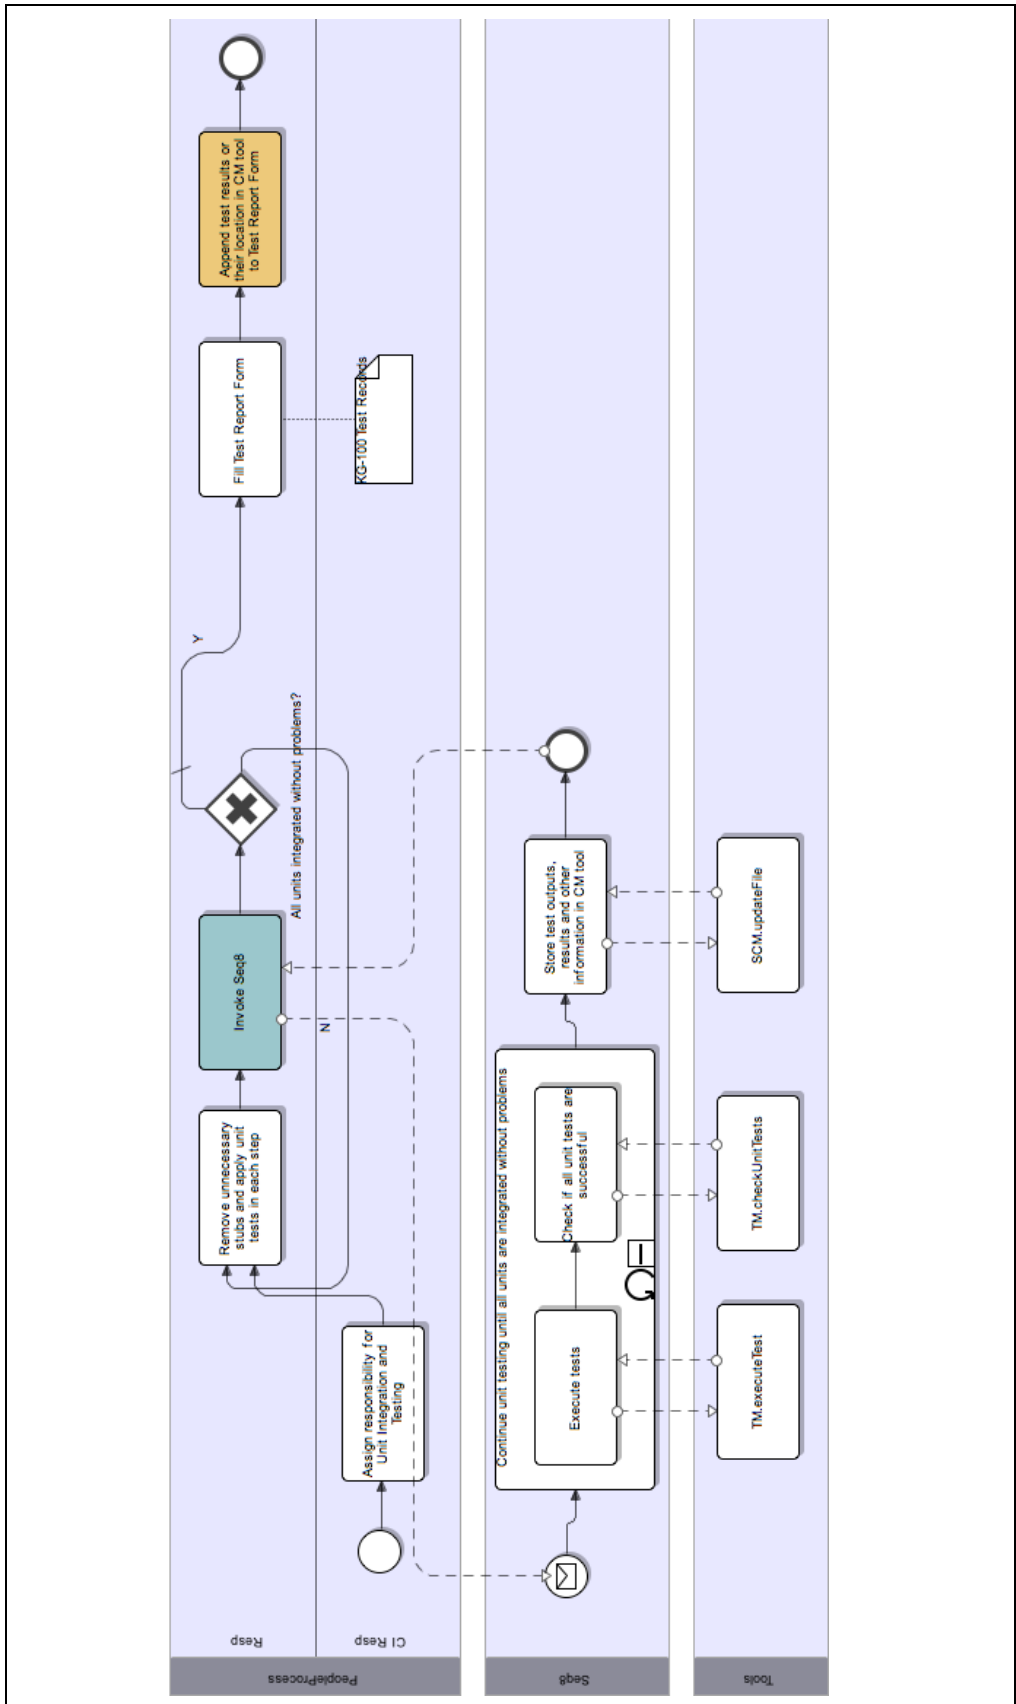 PeopleProcess
Resp
CI Resp
Assign responsibility for
Unit Integration and
Testing
Remove unnecessary
stubs and apply unit
tests in each step
Invoke Seq8
N
All units integrated without problems?
Y
Fill Test Report Form
KG-100 Test Records
Append test results or
their location in CM tool
to Test Report Form
Seq8
Continue unit testing until all units are integrated without problems
Execute tests
Check if all unit tests are
successful
Store test outputs,
results and other
information in CM tool
Tools
TM.executeTest
TM.checkUnitTests
SCM.updateFile